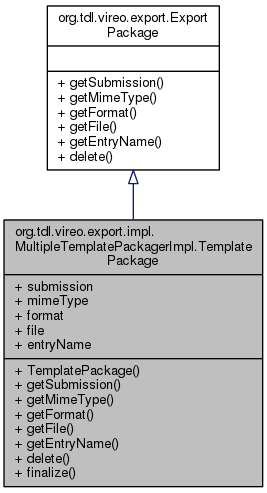 org.tdl.vireo.export.Export
Package
+ getSubmission()
+ getMimeType()
+ getFormat()
+ getFile()
+ getEntryName()
+ delete()
org.tdl.vireo.export.impl.
MultipleTemplatePackagerImpl.Template
Package
+ submission
+ mimeType
+ format
+ file
+ entryName
+ TemplatePackage()
+ getSubmission()
+ getMimeType()
+ getFormat()
+ getFile()
+ getEntryName()
+ delete()
+ finalize()